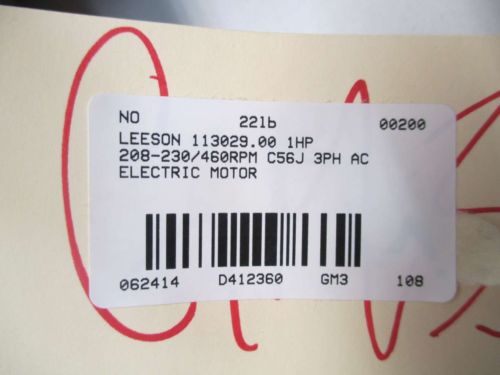 NO 221b 00200
LEESON 113029.00 1HP
208-230/460RPM C56J 3PH AC
ELECTRIC MOTOR
062414 D412360 GM3 108